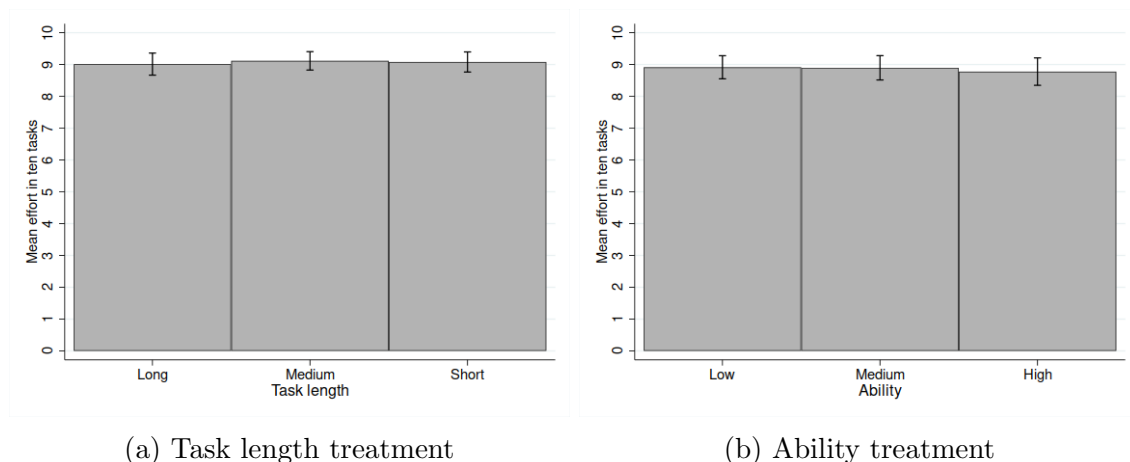 Mean effort in ten tasks
10
9
8
7
6
5
4
3
2
1
0
Long Medium Short
Task length
(a) Task length treatment
Mean effort in ten tasks
10
9
8
7
6
5
4
3
2
1
0
Low Medium High
Ability
(b) Ability treatment